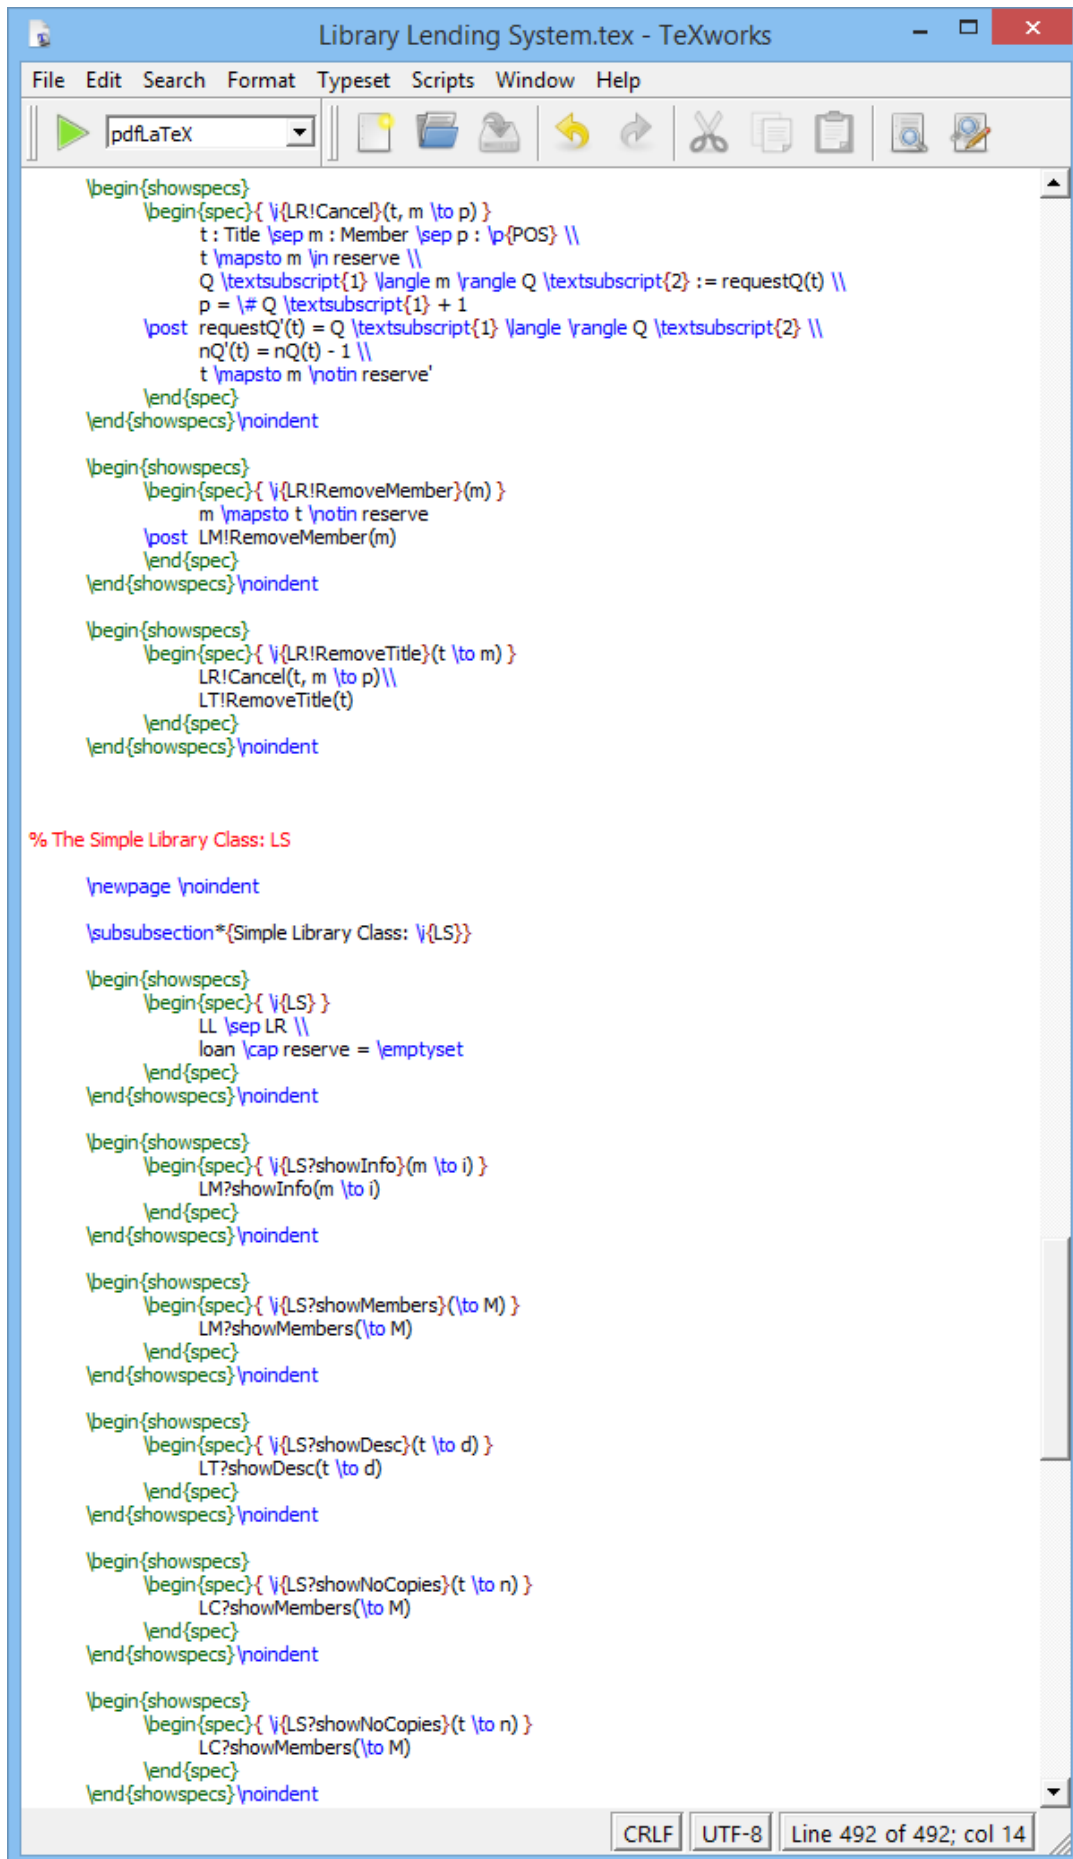 Library Lending System.tex - TeXworks
File Edit Search Format Typeset Scripts Window Help
pdfLaTeX
\begin{showspecs}
\begin{spec}{ \i{LR!Cancel}(t, m \to p) }
t : Title \sep m : Member \sep p : \p{POS} \\
t \mapsto m \in reserve \\
Q \textsubscript{1} \langle m \rangle Q \textsubscript{2} := requestQ(t) \\
p = \# Q \textsubscript{1} + 1
\post requestQ'(t) = Q \textsubscript{1} \langle \rangle Q \textsubscript{2} \\
nQ'(t) = nQ(t) - 1 \\
t \mapsto m \notin reserve'
\end{spec}
\end{showspecs}\noindent
\begin{showspecs}
\begin{spec}{ \i{LR!RemoveMember}(m) }
m \mapsto t \notin reserve
\post LM!RemoveMember(m)
\end{spec}
\end{showspecs}\noindent
\begin{showspecs}
\begin{spec}{ \i{LR!RemoveTitle}(t \to m) }
LR!Cancel(t, m \to p)\\
LT!RemoveTitle(t)
\end{spec}
\end{showspecs}\noindent
% The Simple Library Class: LS
\newpage \noindent
\subsubsection*{Simple Library Class: \i{LS}}
\begin{showspecs}
\begin{spec}{ \i{LS} }
LL \sep LR \\
loan \cap reserve = \emptyset
\end{spec}
\end{showspecs}\noindent
\begin{showspecs}
\begin{spec}{ \i{LS?showInfo}(m \to i) }
LM?showInfo(m \to i)
\end{spec}
\end{showspecs}\noindent
\begin{showspecs}
\begin{spec}{ \i{LS?showMembers}(\to M) }
LM?showMembers(\to M)
\end{spec}
\end{showspecs}\noindent
\begin{showspecs}
\begin{spec}{ \i{LS?showDesc}(t \to d) }
LT?showDesc(t \to d)
\end{spec}
\end{showspecs}\noindent
\begin{showspecs}
\begin{spec}{ \i{LS?showNoCopies}(t \to n) }
LC?showMembers(\to M)
\end{spec}
\end{showspecs}\noindent
\begin{showspecs}
\begin{spec}{ \i{LS?showNoCopies}(t \to n) }
LC?showMembers(\to M)
\end{spec}
\end{showspecs}\noindent
CRLF UTF-8 Line 492 of 492; col 14